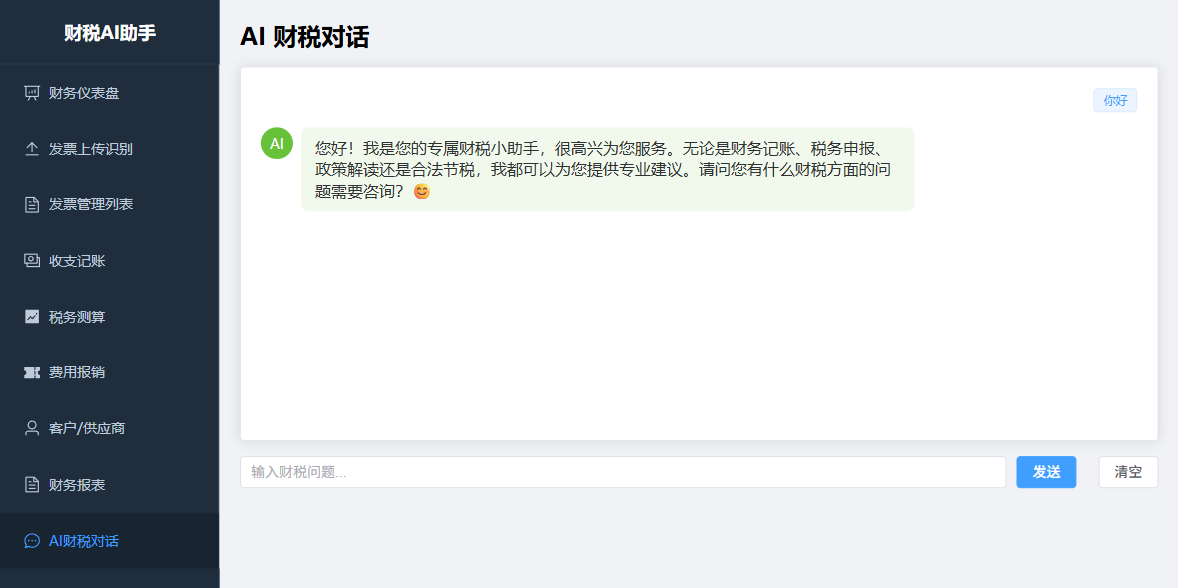 财税AI助手
财务仪表盘
发票上传识别
发票管理列表
收支记账
税务测算
费用报销
客户/供应商
财务报表
AI财税对话
AI 财税对话
你好
AI
您好！我是您的专属财税小助手，很高兴为您服务。无论是财务记账、税务申报、
政策解读还是合法节税，我都可以为您提供专业建议。请问您有什么财税方面的问
题需要咨询？😊
输入财税问题...
发送
清空